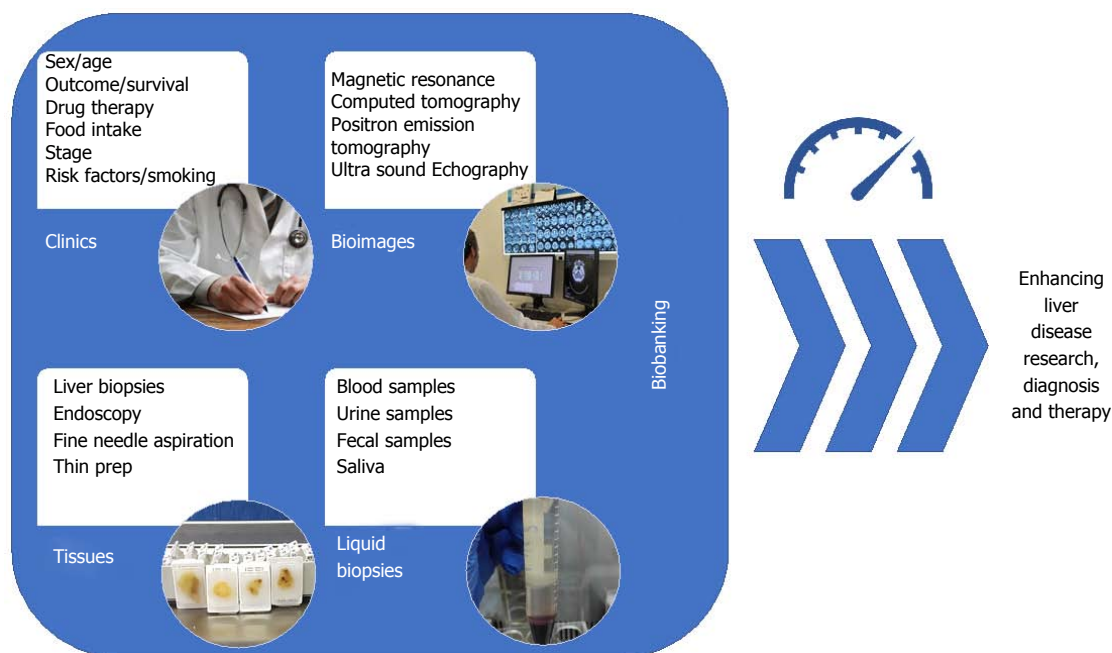 Sex/age
Outcome/survival
Drug therapy
Food intake
Stage
Risk factors/smoking
Clinics
Magnetic resonance
Computed tomography
Positron emission
tomography
Ultra sound Echography
Bioimages
Liver biopsies
Endoscopy
Fine needle aspiration
Thin prep
Tissues
Blood samples
Urine samples
Fecal samples
Saliva
Liquid
biopsies
Biobanking
Enhancing
liver
disease
research,
diagnosis
and therapy